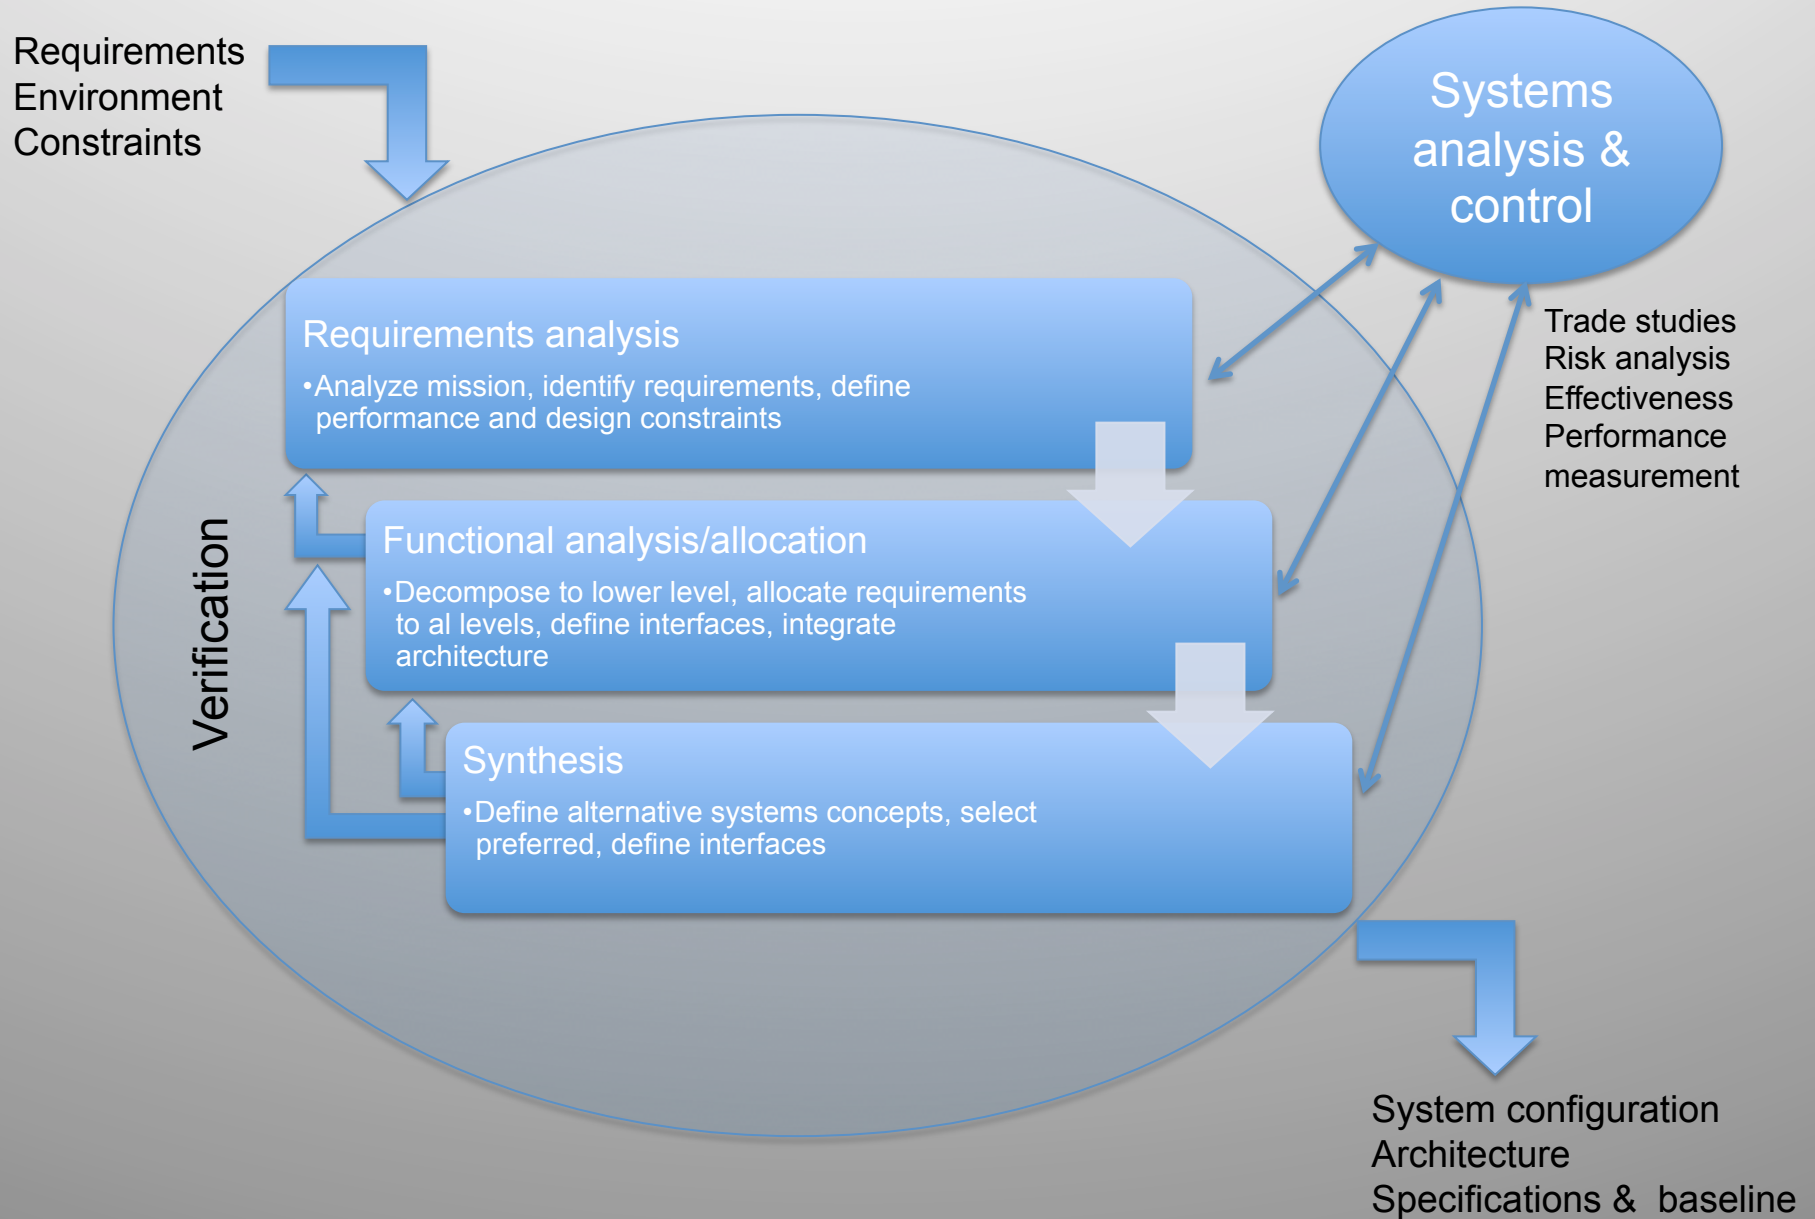 Requirements
Environment
Constraints
Systems
analysis &
control
Trade studies
Risk analysis
Effectiveness
Performance
measurement
Requirements analysis
•Analyze mission, identify requirements, define
performance and design constraints
Verification
Functional analysis/allocation
•Decompose to lower level, allocate requirements
to al levels, define interfaces, integrate
architecture
Synthesis
•Define alternative systems concepts, select
preferred, define interfaces
System configuration
Architecture
Specifications & baseline